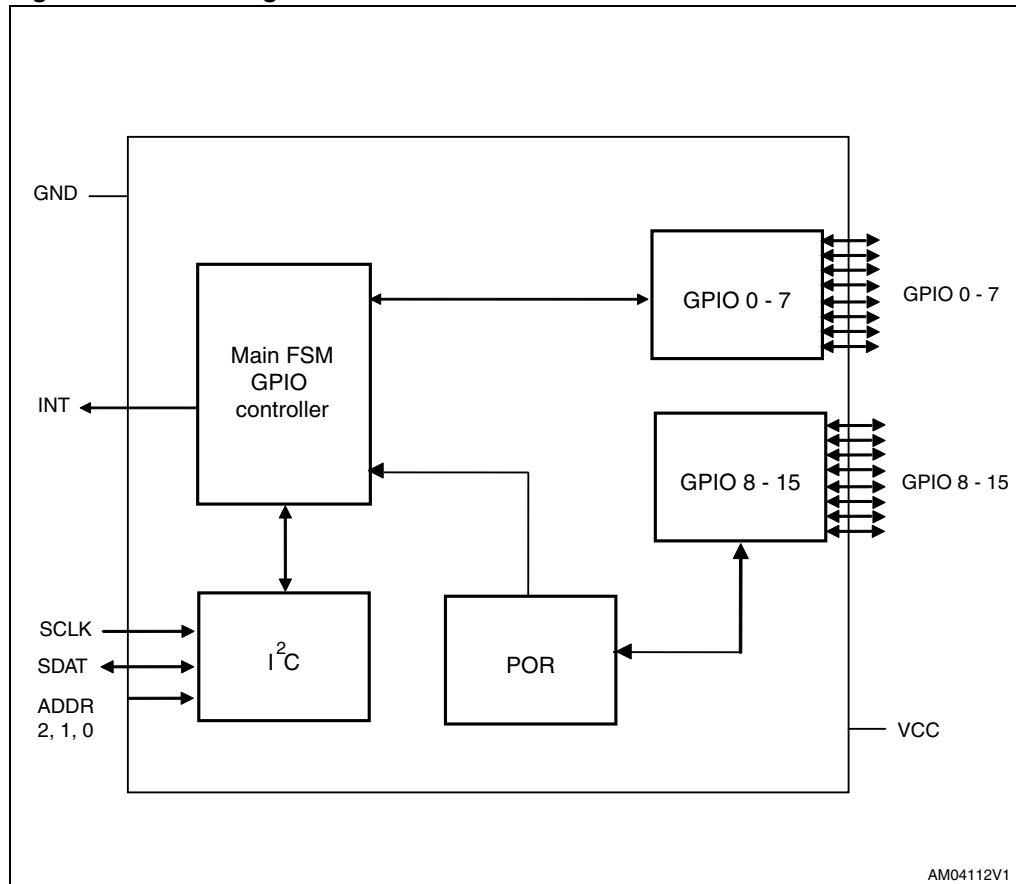 GND
GPIO 0 - 7
GPIO 0 - 7
Main FSM
GPIO
controller
INT
GPIO 8 - 15
GPIO 8 - 15
SCLK
SDAT
ADDR
2, 1, 0
I²C
POR
VCC
AM04112V1